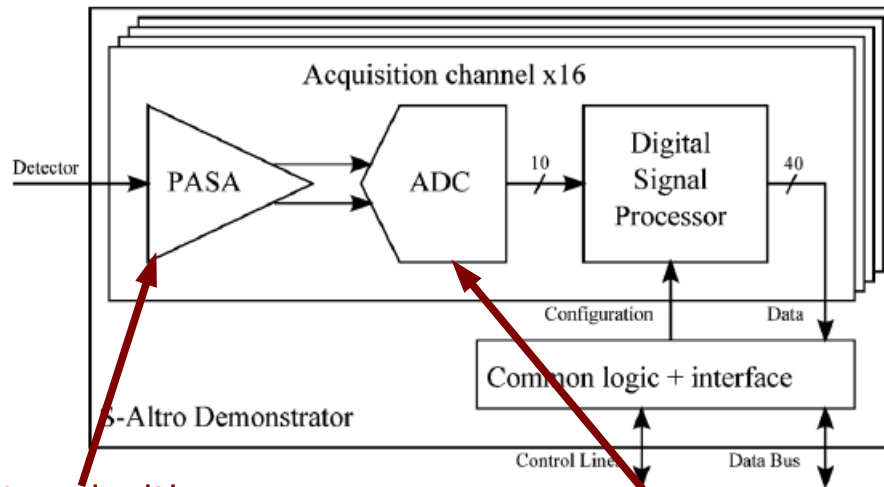 Acquisition channel x16
Detector
PASA
ADC
10
Digital
Signal
Processor
40
Configuration
Data
Common logic + interface
S-Altro Demonstrator
Control Lines
Data Bus